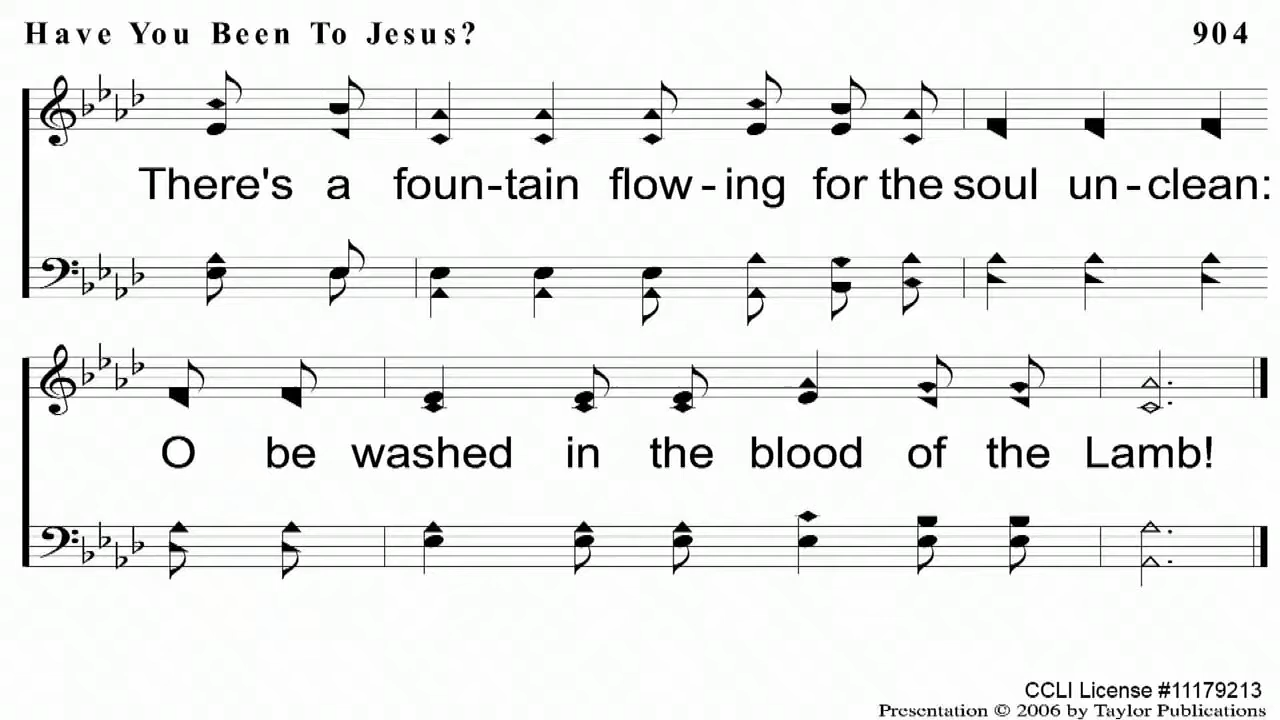 Have You Been To Jesus? 904
There's a foun-tain flow-ing for the soul un-clean:
O be washed in the blood of the Lamb!
CCLI License #11179213
Presentation © 2006 by Taylor Publications